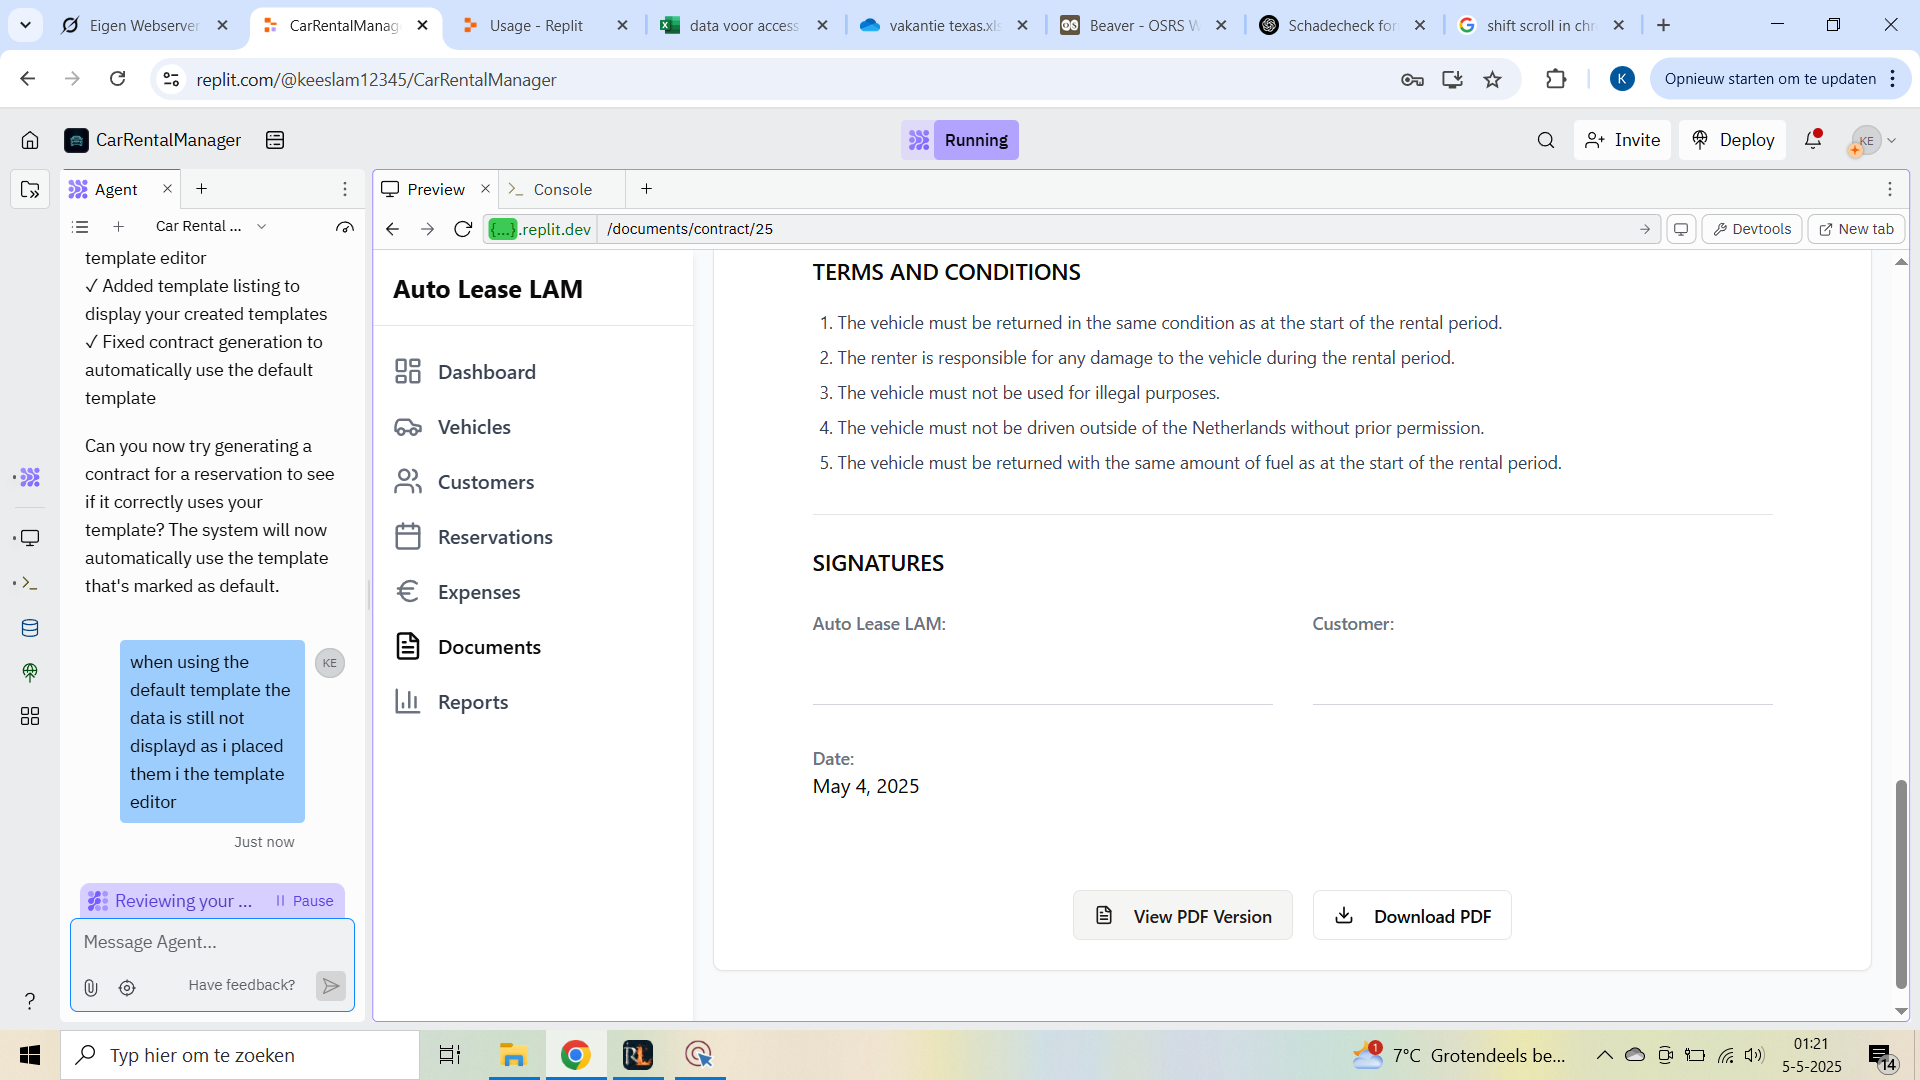 Eigen Webserver
CarRentalManag
Usage - Replit
data voor access
vakantie texas.xls
Beaver - OSRS W
Schadecheck for
shift scroll in chr
replit.com/@keeslam12345/CarRentalManager
K
Opnieuw starten om te updaten
CarRentalManager
Running
Invite
Deploy
KE
Agent
Preview
Console
Car Rental ...
{...}.replit.dev
/documents/contract/25
Devtools
New tab
template editor
✓ Added template listing to
display your created templates
✓ Fixed contract generation to
automatically use the default
template
Can you now try generating a
contract for a reservation to see
if it correctly uses your
template? The system will now
automatically use the template
that's marked as default.
when using the
default template the
data is still not
displayd as i placed
them i the template
editor
KE
Just now
Reviewing your ...
Pause
Message Agent...
Have feedback?
Auto Lease LAM
Dashboard
Vehicles
Customers
Reservations
Expenses
Documents
Reports
TERMS AND CONDITIONS
1. The vehicle must be returned in the same condition as at the start of the rental period.
2. The renter is responsible for any damage to the vehicle during the rental period.
3. The vehicle must not be used for illegal purposes.
4. The vehicle must not be driven outside of the Netherlands without prior permission.
5. The vehicle must be returned with the same amount of fuel as at the start of the rental period.
SIGNATURES
Auto Lease LAM:
Customer:
Date:
May 4, 2025
View PDF Version
Download PDF
?
Typ hier om te zoeken
RL
1
7°C Grotendeels be...
01:21
5-5-2025
14